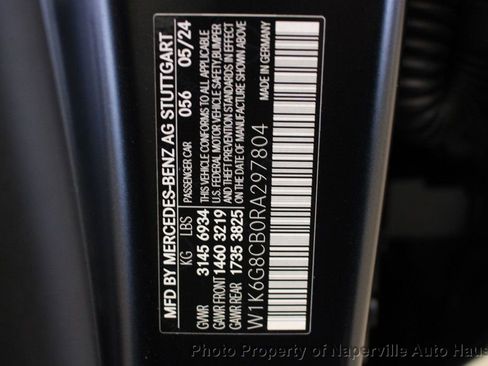 MFD BY MERCEDES-BENZ AG STUTTGART
PASSENGER CAR 056 05/24
KG LBS THIS VEHICLE CONFORMS TO ALL APPLICABLE
GVWR 3145 6934 U.S. FEDERAL MOTOR VEHICLE SAFETY,BUMPER
GAWR FRONT 1460 3219 AND THEFT PREVENTION STANDARDS IN EFFECT
GAWR REAR 1735 3825 ON THE DATE OF MANUFACTURE SHOWN ABOVE
W1K6G8CB0RA297804 MADE IN GERMANY
Photo Property of Naperville Auto Haus